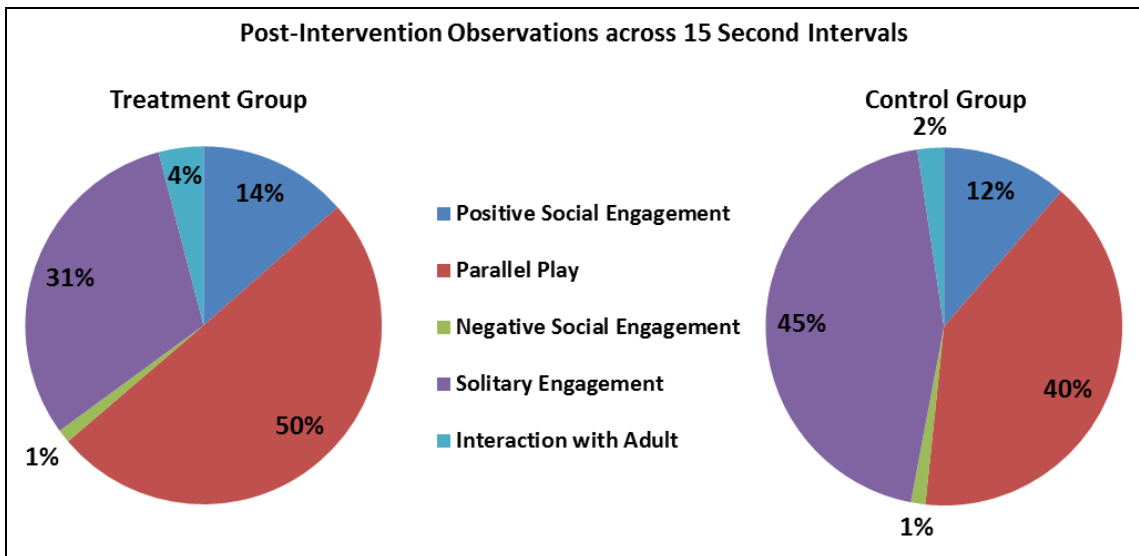 Post-Intervention Observations across 15 Second Intervals
Treatment Group
4%
14%
31%
50%
1%
Positive Social Engagement
Parallel Play
Negative Social Engagement
Solitary Engagement
Interaction with Adult
Control Group
2%
12%
45%
40%
1%